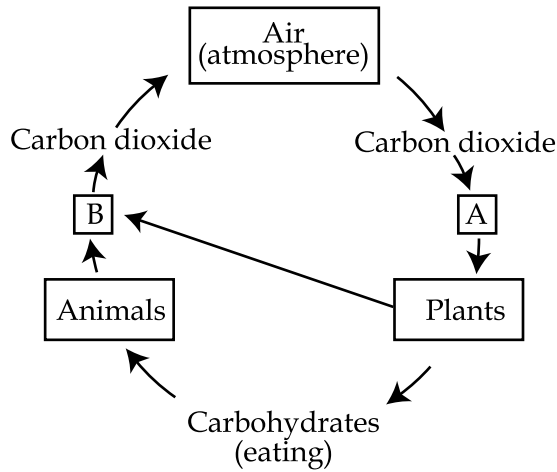 Air
(atmosphere)
Carbon dioxide
Carbon dioxide
B
A
Animals
Plants
Carbohydrates
(eating)